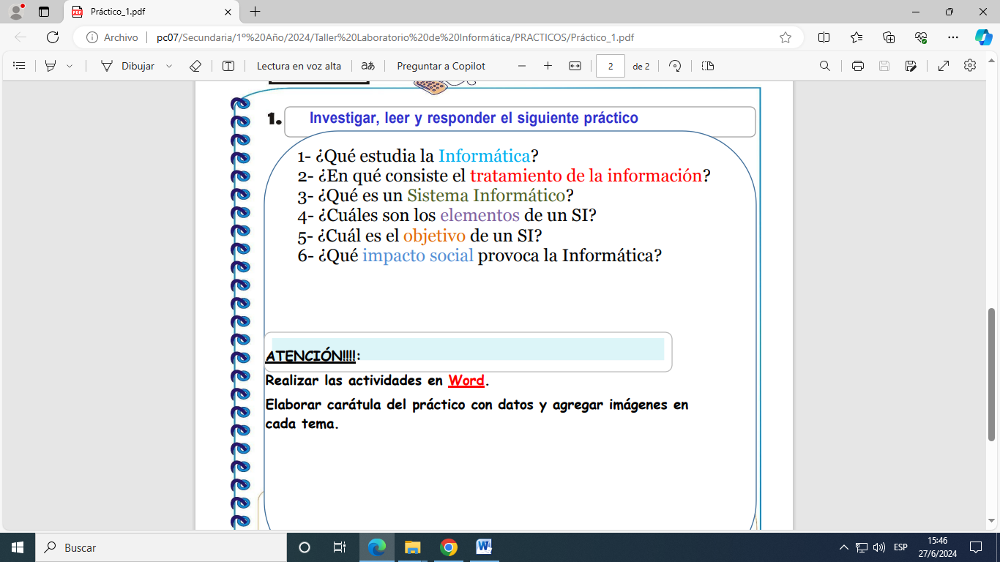 Práctico_1.pdf
Archivo
pc07/Secundaria/1º%20Año/2024/Taller%20Laboratorio%20de%20Informática/PRACTICOS/Práctico_1.pdf
Dibujar
Lectura en voz alta
aあ
Preguntar a Copilot
2
de 2
1.
Investigar, leer y responder el siguiente práctico
1- ¿Qué estudia la Informática?
2- ¿En qué consiste el tratamiento de la información?
3- ¿Qué es un Sistema Informático?
4- ¿Cuáles son los elementos de un SI?
5- ¿Cuál es el objetivo de un SI?
6- ¿Qué impacto social provoca la Informática?
ATENCIÓN!!!!:
Realizar las actividades en Word.
Elaborar carátula del práctico con datos y agregar imágenes en
cada tema.
Buscar
ESP
15:46
27/6/2024